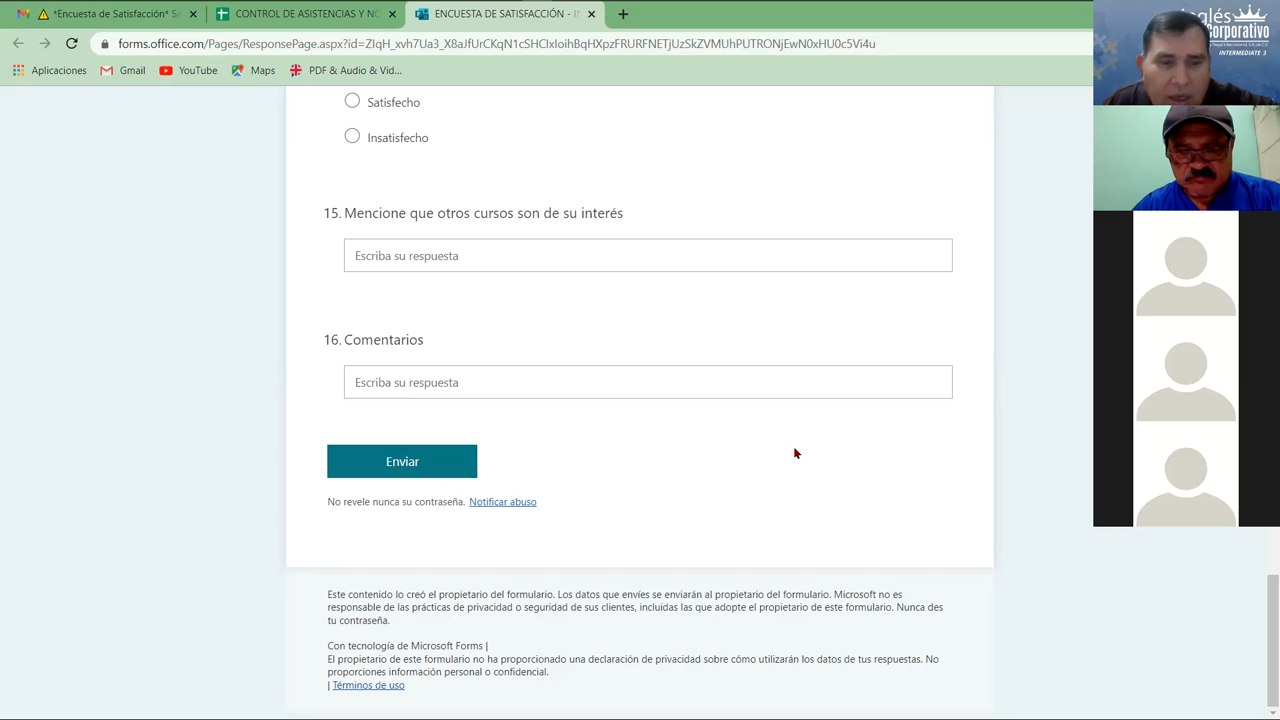 *Encuesta de Satisfacción* Se
CONTROL DE ASISTENCIAS Y NO
ENCUESTA DE SATISFACCIÓN - I
forms.office.com/Pages/ResponsePage.aspx?id=ZIqH_xvh7Ua3_X8aJfUrCKqN1cSHCIxIoihBqHXpzFRURFNETjUzSkZVMUhPUTRONjEwN0xHU0c5Vi4u
Aplicaciones
Gmail
YouTube
Maps
PDF & Audio & Vid...
INTERMEDIATE 3
Satisfecho
Insatisfecho
15. Mencione que otros cursos son de su interés
Escriba su respuesta
16. Comentarios
Escriba su respuesta
Enviar
No revele nunca su contraseña. Notificar abuso
Este contenido lo creó el propietario del formulario. Los datos que envíes se enviarán al propietario del formulario. Microsoft no es
responsable de las prácticas de privacidad o seguridad de sus clientes, incluidas las que adopte el propietario de este formulario. Nunca des
tu contraseña.
Con tecnología de Microsoft Forms |
El propietario de este formulario no ha proporcionado una declaración de privacidad sobre cómo utilizarán los datos de tus respuestas. No
proporciones información personal o confidencial.
| Términos de uso